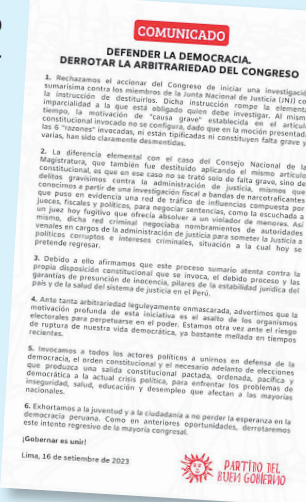 COMUNICADO
DEFENDER LA DEMOCRACIA.
DERROTAR LA ARBITRARIEDAD DEL CONGRESO
1. Rechazamos el accionar del Congreso de iniciar una investigación
sumarísima contra los miembros de la Junta Nacional de Justicia (JNJ) con
la instrucción de destituirlos. Dicha instrucción rompe la elemental
imparcialidad a la que está obligado quien debe investigar. Al mismo
tiempo, la motivación de "causa grave" establecida en el artículo
constitucional invocado no se configura, dado que en la moción presentada
las 6 "razones" invocadas, ni están tipificadas ni constituyen falta grave y,
varias, han sido claramente desmentidas.
2. La diferencia elemental con el caso del Consejo Nacional de la
Magistratura, que también fue destituido aplicando el mismo artículo
constitucional, es que en ese caso no se trató solo de falta grave, sino de
delitos gravísimos contra la administración de justicia, mismos que
conocimos a partir de una investigación fiscal a bandas de narcotraficantes
que puso en evidencia una red de tráfico de influencias compuesta por
jueces, fiscales y políticos, para negociar sentencias, como la escuchada a
un juez hoy fugitivo que ofrecía absolver a un violador de menores. Así
mismo, dicha red criminal negociaba nombramientos de autoridades
venales en cargos de la administración de justicia para someter la Justicia a
políticos corruptos e intereses criminales, situación a la cual hoy se
pretende regresar.
3. Debido a ello afirmamos que este proceso sumario atenta contra la
propia disposición constitucional que se invoca, el debido proceso y las
garantías de presunción de inocencia, pilares de la estabilidad jurídica del
país y de la salud del sistema de justicia en el Perú.
4. Ante tanta arbitrariedad leguleyamente enmascarada, advertimos que la
motivación profunda de esta iniciativa es el asalto de los organismos
electorales para perpetuarse en el poder. Estamos otra vez ante el riesgo
de ruptura de nuestra vida democrática, ya bastante mellada en tiempos
recientes.
5. Invocamos a todos los actores políticos a unirnos en defensa de la
democracia, el orden constitucional y el necesario adelanto de elecciones
que produzca una salida constitucional pactada, ordenada, pacífica y
democrática a la actual crisis política, para enfrentar los problemas de
inseguridad, salud, educación y desempleo que afectan a las mayorías
nacionales.
6. Exhortamos a la juventud y a la ciudadanía a no perder la esperanza en la
democracia peruana. Como en anteriores oportunidades, derrotaremos
este intento regresivo de la mayoría congresal.
¡Gobernar es unir!
Lima, 16 de setiembre de 2023
PARTIDO DEL
BUEN GOBIERNO